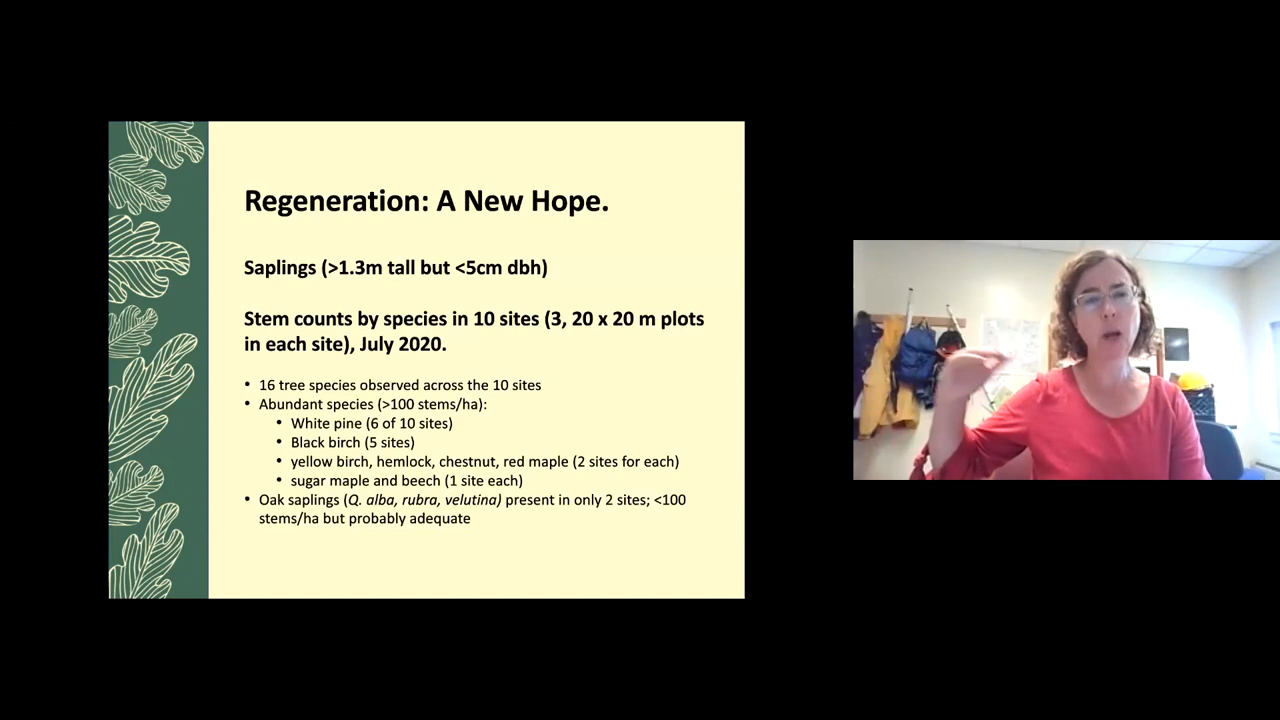 Regeneration: A New Hope.
Saplings (>1.3m tall but <5cm dbh)
Stem counts by species in 10 sites (3, 20 x 20 m plots
in each site), July 2020.
• 16 tree species observed across the 10 sites
• Abundant species (>100 stems/ha):
• White pine (6 of 10 sites)
• Black birch (5 sites)
• yellow birch, hemlock, chestnut, red maple (2 sites for each)
• sugar maple and beech (1 site each)
• Oak saplings (Q. alba, rubra, velutina) present in only 2 sites; <100
stems/ha but probably adequate